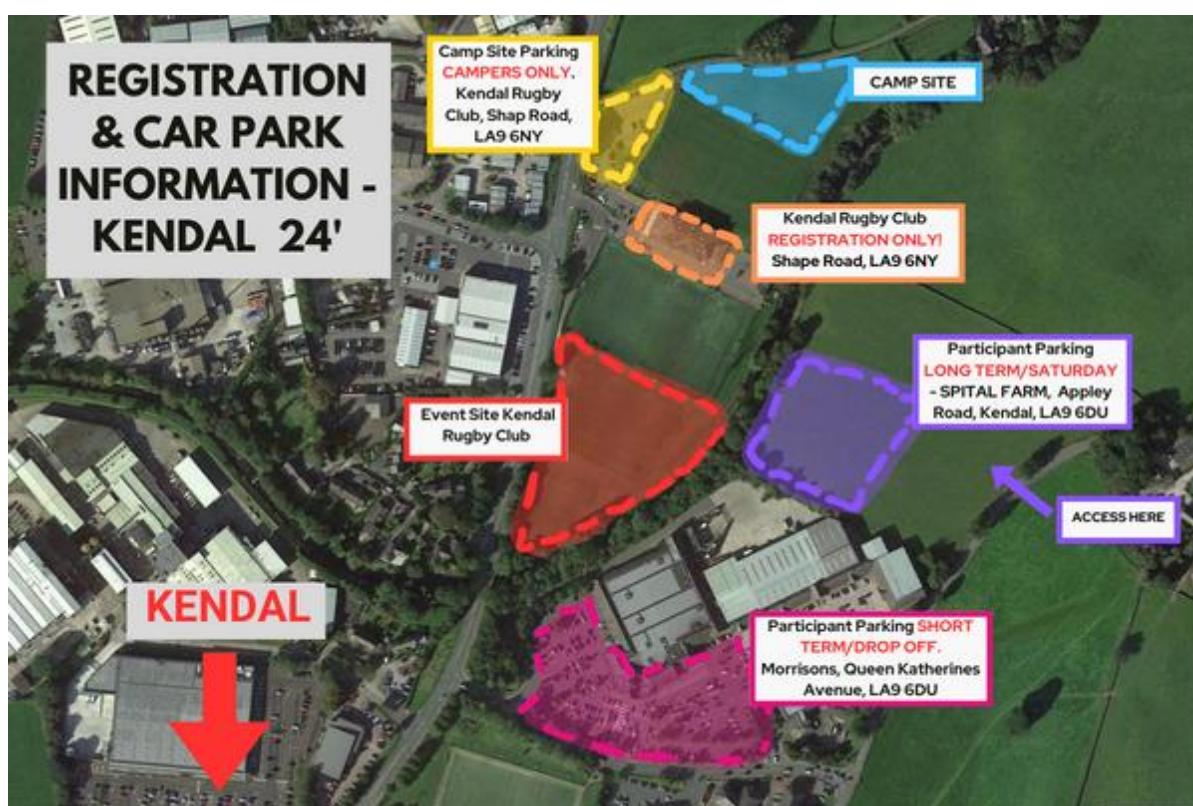 REGISTRATION
& CAR PARK
INFORMATION -
KENDAL 24'
Camp Site Parking
CAMPERS ONLY.
Kendal Rugby
Club, Shap Road,
LA9 6NY
CAMP SITE
Kendal Rugby Club
REGISTRATION ONLY!
Shape Road, LA9 6NY
Participant Parking
LONG TERM/SATURDAY
- SPITAL FARM, Appley
Road, Kendal, LA9 6DU
Event Site Kendal
Rugby Club
ACCESS HERE
KENDAL
Participant Parking SHORT
TERM/DROP OFF.
Morrisons, Queen Katherines
Avenue, LA9 6DU